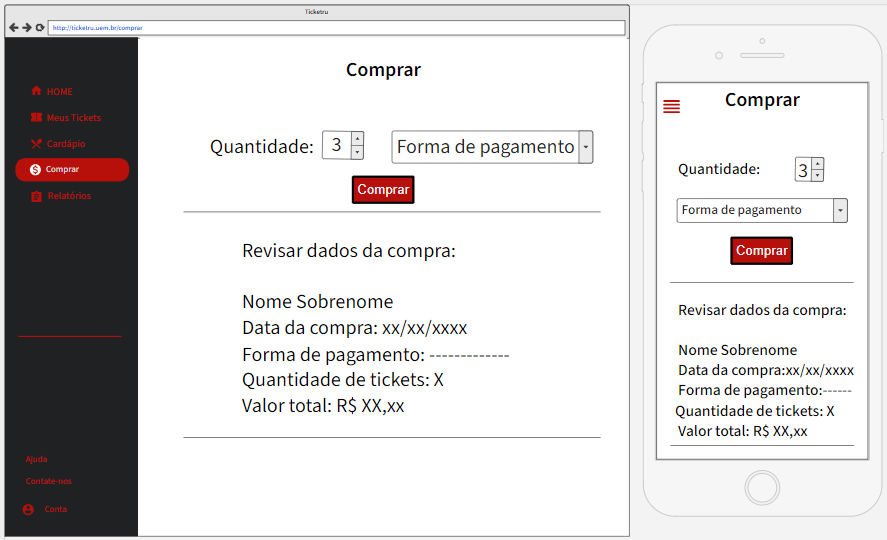 Ticketru
http://ticketru.uem.br/comprar
HOME
Meus Tickets
Cardápio
Comprar
Relatórios
Ajuda
Contate-nos
Conta
Comprar
Quantidade: 3 Forma de pagamento
Comprar
Revisar dados da compra:
Nome Sobrenome
Data da compra: xx/xx/xxxx
Forma de pagamento: -------------
Quantidade de tickets: X
Valor total: R$ XX,xx
Comprar
Quantidade: 3
Forma de pagamento
Comprar
Revisar dados da compra:
Nome Sobrenome
Data da compra:xx/xx/xxxx
Forma de pagamento:------
Quantidade de tickets: X
Valor total: R$ XX,xx